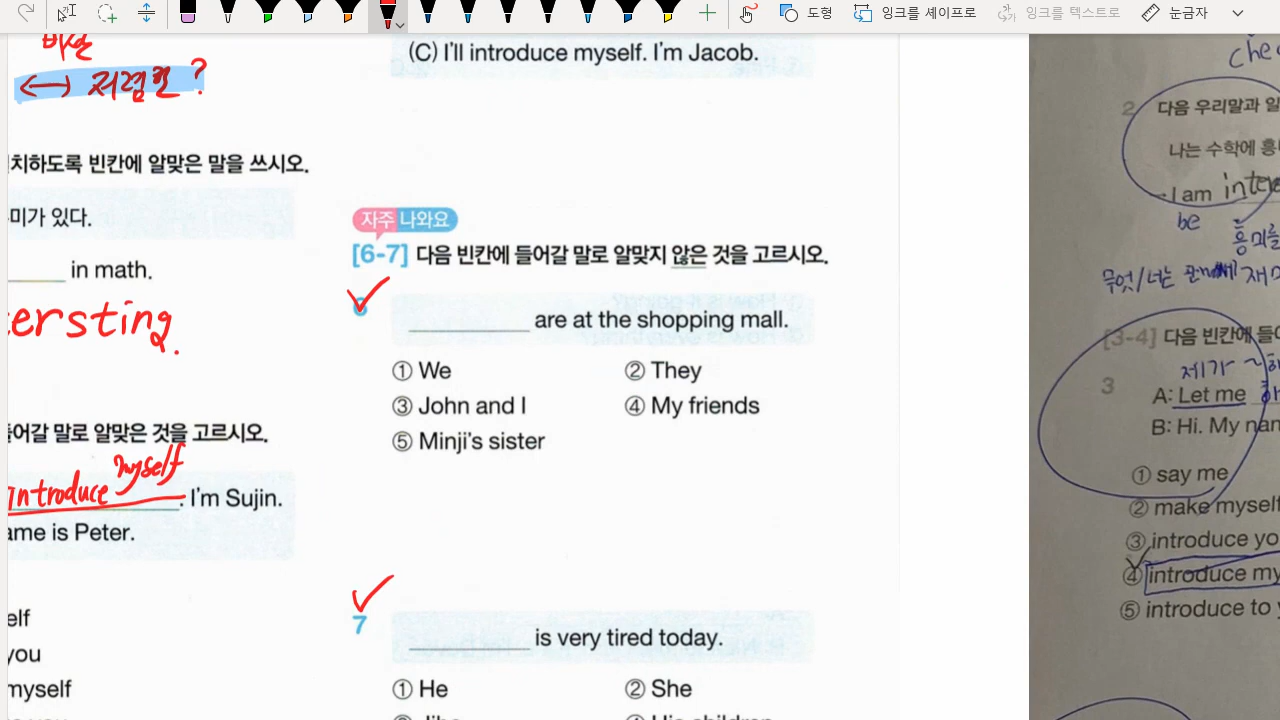 도형
잉크를 셰이프로
잉크를 텍스트로
눈금자
↔ 저렴한?
치하도록 빈칸에 알맞은 말을 쓰시오.
미가 있다.
in math.
ersting.
어갈 말로 알맞은 것을 고르시오.
introduce myself. I'm Sujin.
ame is Peter.
elf
you
myself
(C) I'll introduce myself. I'm Jacob.
자주 나와요
[6-7] 다음 빈칸에 들어갈 말로 알맞지 않은 것을 고르시오.
are at the shopping mall.
① We ② They
③ John and I ④ My friends
⑤ Minji's sister
7
is very tired today.
① He ② She
2 다음 우리말과 일
나는 수학에 흥
I am inte
be
흥미를
[3-4] 다음 빈칸에 들
제가
3 A: Let me
B: Hi. My nam
① say me
② make myself
③ introduce yo
④ introduce my
⑤ introduce to y